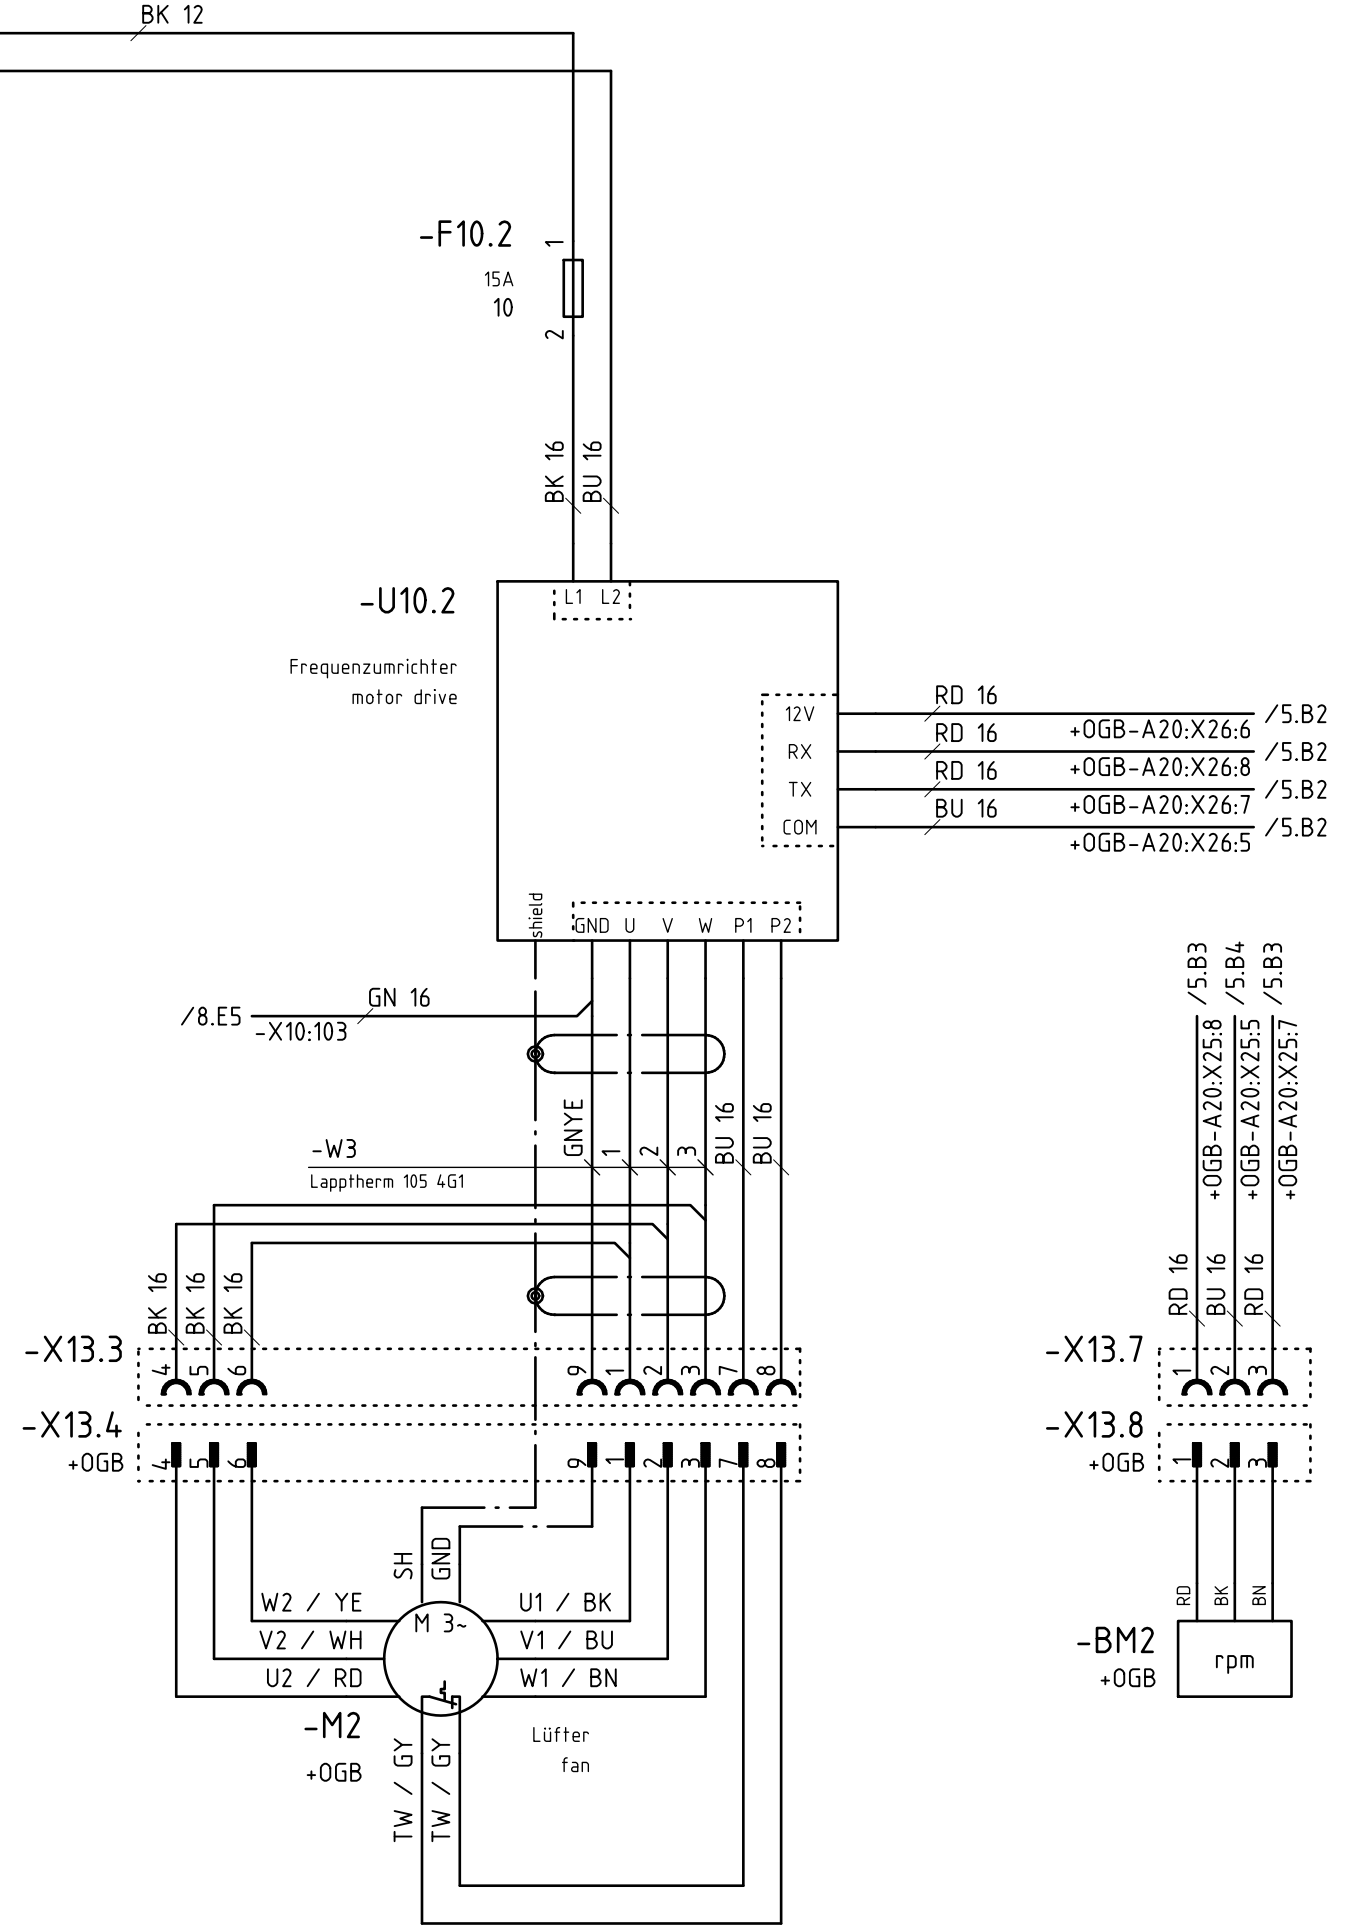 BK 12
-F10.2
1
15A
10
2
BK 16
BU 16
-U10.2
L1 L2
Frequenzumrichter
motor drive
12V
RD 16
+0GB-A20:X26:6
/5.B2
RX
RD 16
+0GB-A20:X26:8
/5.B2
TX
RD 16
+0GB-A20:X26:7
/5.B2
COM
BU 16
+0GB-A20:X26:5
/5.B2
shield
GND U V W P1 P2
/8.E5
GN 16
-X10:103
/5.B3
/5.B4
/5.B3
+0GB-A20:X25:8
+0GB-A20:X25:5
+0GB-A20:X25:7
-W3
Lapptherm 105 4G1
GNYE
1
2
3
BU 16
BU 16
BK 16
BK 16
BK 16
RD 16
BU 16
RD 16
-X13.3
4 5 6 9 1 2 3 7 8
-X13.7
1 2 3
-X13.4
+0GB
4 5 6 9 1 2 3 7 8
-X13.8
+0GB
1 2 3
SH
GND
W2 / YE
V2 / WH
U2 / RD
M 3~
U1 / BK
V1 / BU
W1 / BN
-M2
+0GB
Lüfter
fan
TW / GY
TW / GY
RD
BK
BN
-BM2
+0GB
rpm